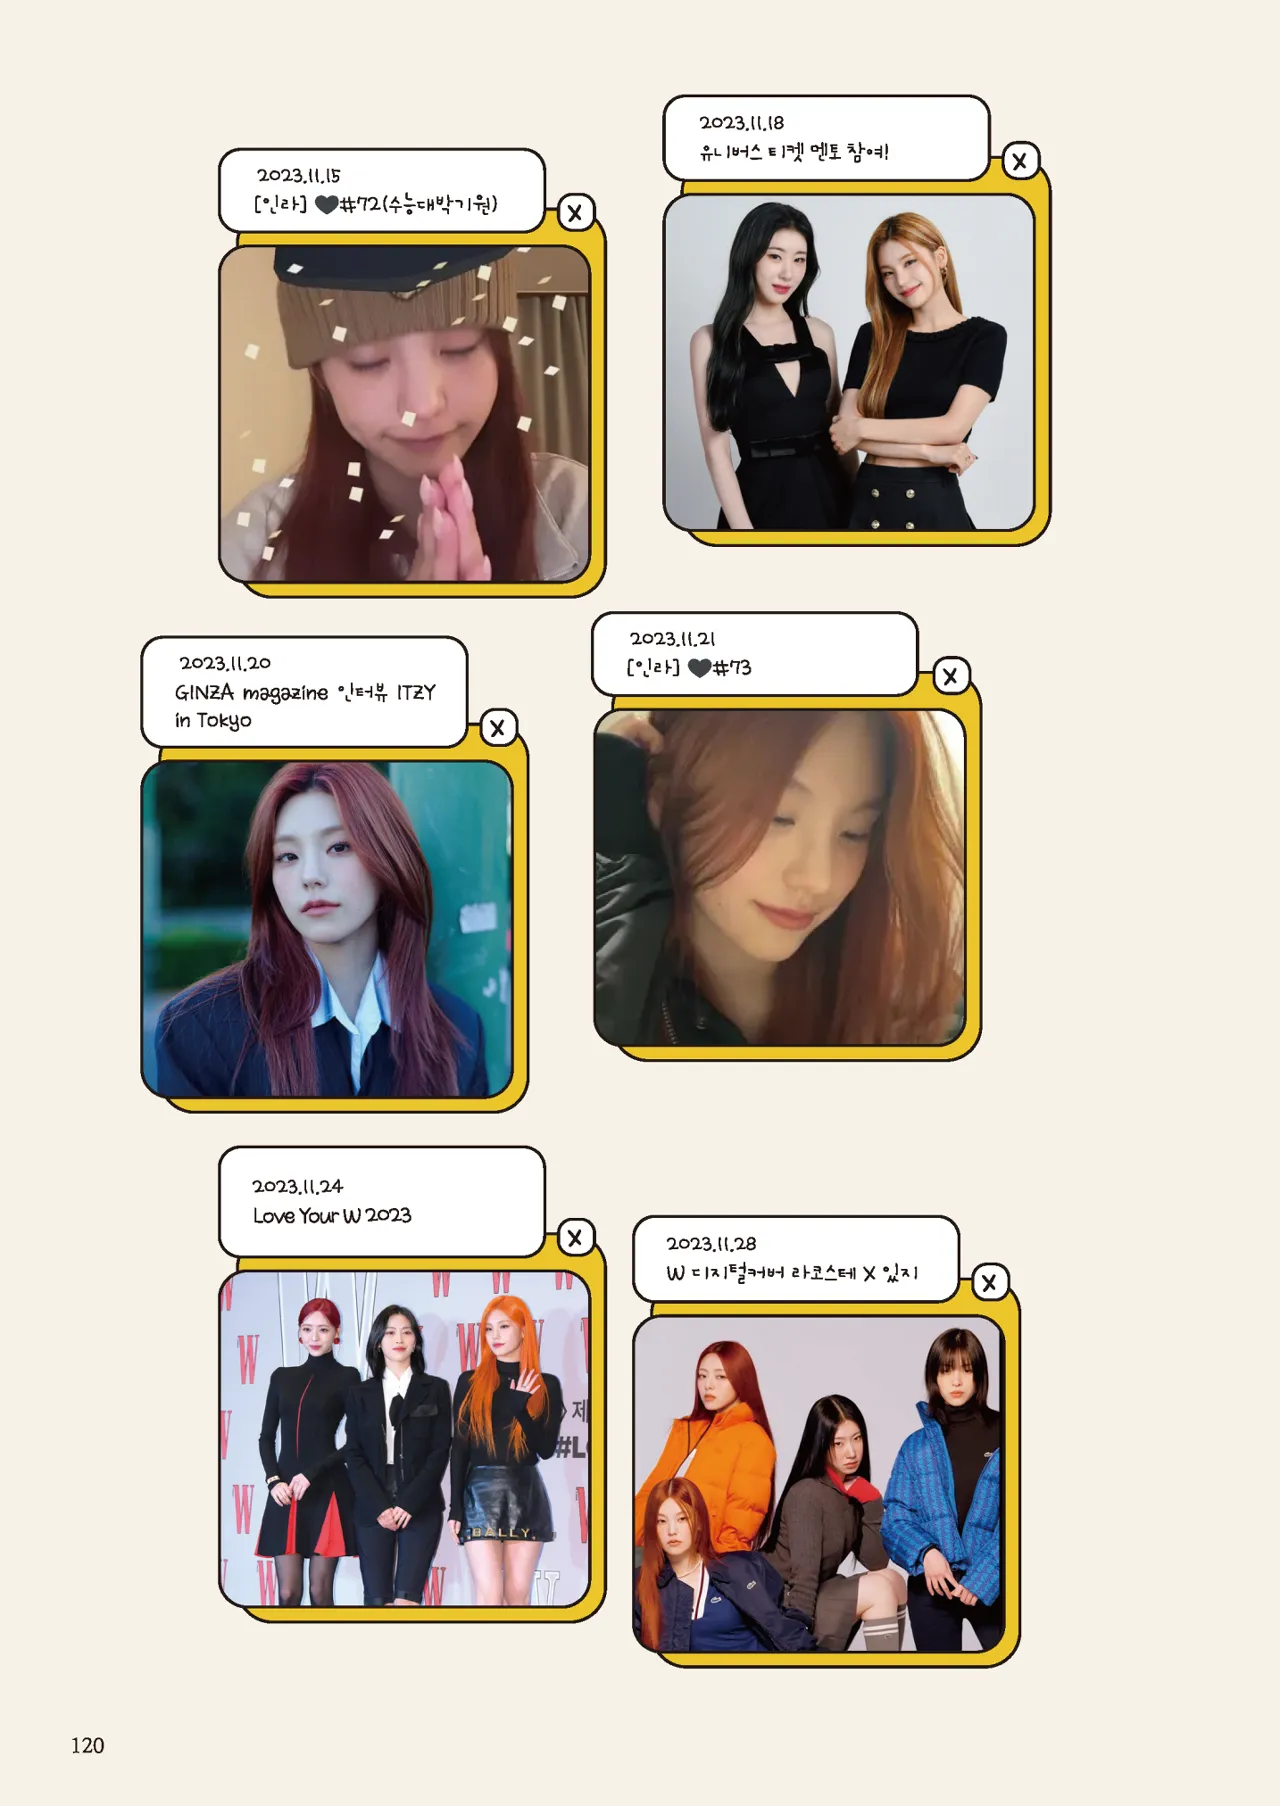 2023.11.15
[인라] ♥#72(수능대박기원)
X
2023.11.18
유니버스 티켓 멘토 참여!
X
2023.11.20
GINZA magazine 인터뷰 ITZY
in Tokyo
X
2023.11.21
[인라] ♥#73
X
2023.11.24
Love Your W 2023
X
W
W
W
제
#Lo
BALLY
2023.11.28
W 디지털커버 라코스테 X 있지
X
120